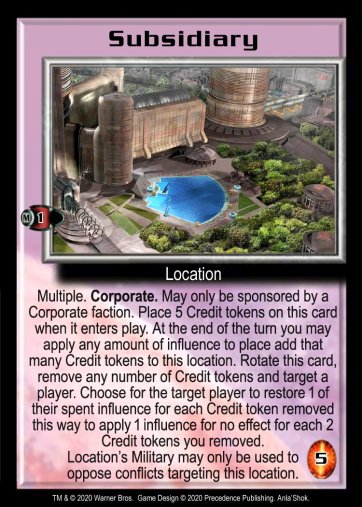 Subsidiary
M 1
Location
Multiple. Corporate. May only be sponsored by a
Corporate faction. Place 5 Credit tokens on this card
when it enters play. At the end of the turn you may
apply any amount of influence to place add that
many Credit tokens to this location. Rotate this card,
remove any number of Credit tokens and target a
player. Choose for the target player to restore 1 of
their spent influence for each Credit token removed
this way to apply 1 influence for no effect for each 2
Credit tokens you removed.
Location's Military may only be used to
oppose conflicts targeting this location.
5
TM & © 2020 Warner Bros. Game Design © 2020 Precedence Publishing. Anla'Shok.